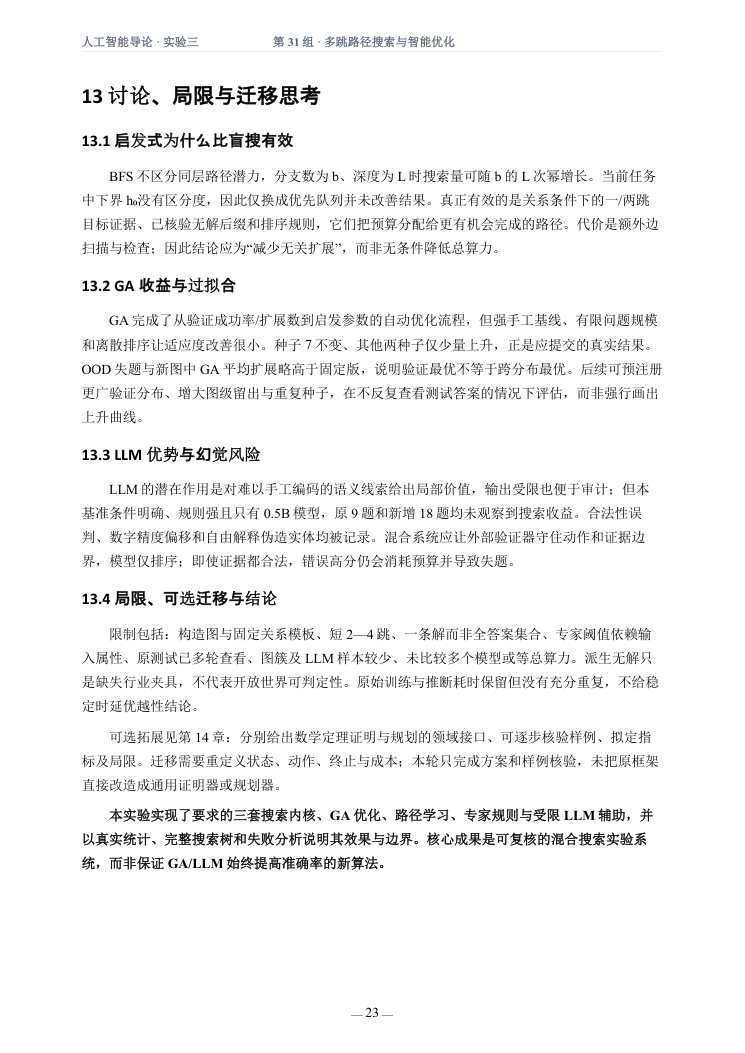 人工智能导论 · 实验三 第 31 组 · 多跳路径搜索与智能优化
13 讨论、局限与迁移思考
13.1 启发式为什么比盲搜有效
BFS 不区分同层路径潜力，分支数为 b、深度为 L 时搜索量可随 b 的 L 次幂增长。当前任务
中下界 h₀没有区分度，因此仅换成优先队列并未改善结果。真正有效的是关系条件下的一/两跳
目标证据、已核验无解后缀和排序规则，它们把预算分配给更有机会完成的路径。代价是额外边
扫描与检查；因此结论应为“减少无关扩展”，而非无条件降低总算力。
13.2 GA 收益与过拟合
GA 完成了从验证成功率/扩展数到启发参数的自动优化流程，但强手工基线、有限问题规模
和离散排序让适应度改善很小。种子 7 不变、其他两种子仅少量上升，正是应提交的真实结果。
OOD 失题与新图中 GA 平均扩展略高于固定版，说明验证最优不等于跨分布最优。后续可预注册
更广验证分布、增大图级留出与重复种子，在不反复查看测试答案的情况下评估，而非强行画出
上升曲线。
13.3 LLM 优势与幻觉风险
LLM 的潜在作用是对难以手工编码的语义线索给出局部价值，输出受限也便于审计；但本
基准条件明确、规则强且只有 0.5B 模型，原 9 题和新增 18 题均未观察到搜索收益。合法性误
判、数字精度偏移和自由解释伪造实体均被记录。混合系统应让外部验证器守住动作和证据边
界，模型仅排序；即使证据都合法，错误高分仍会消耗预算并导致失题。
13.4 局限、可选迁移与结论
限制包括：构造图与固定关系模板、短 2—4 跳、一条解而非全答案集合、专家阈值依赖输
入属性、原测试已多轮查看、图簇及 LLM 样本较少、未比较多个模型或等总算力。派生无解只
是缺失行业夹具，不代表开放世界可判定性。原始训练与推断耗时保留但没有充分重复，不给稳
定时延优越性结论。
可选拓展见第 14 章：分别给出数学定理证明与规划的领域接口、可逐步核验样例、拟定指
标及局限。迁移需要重定义状态、动作、终止与成本；本轮只完成方案和样例核验，未把原框架
直接改造成通用证明器或规划器。
本实验实现了要求的三套搜索内核、GA 优化、路径学习、专家规则与受限 LLM 辅助，并
以真实统计、完整搜索树和失败分析说明其效果与边界。核心成果是可复核的混合搜索实验系
统，而非保证 GA/LLM 始终提高准确率的新算法。
— 23 —